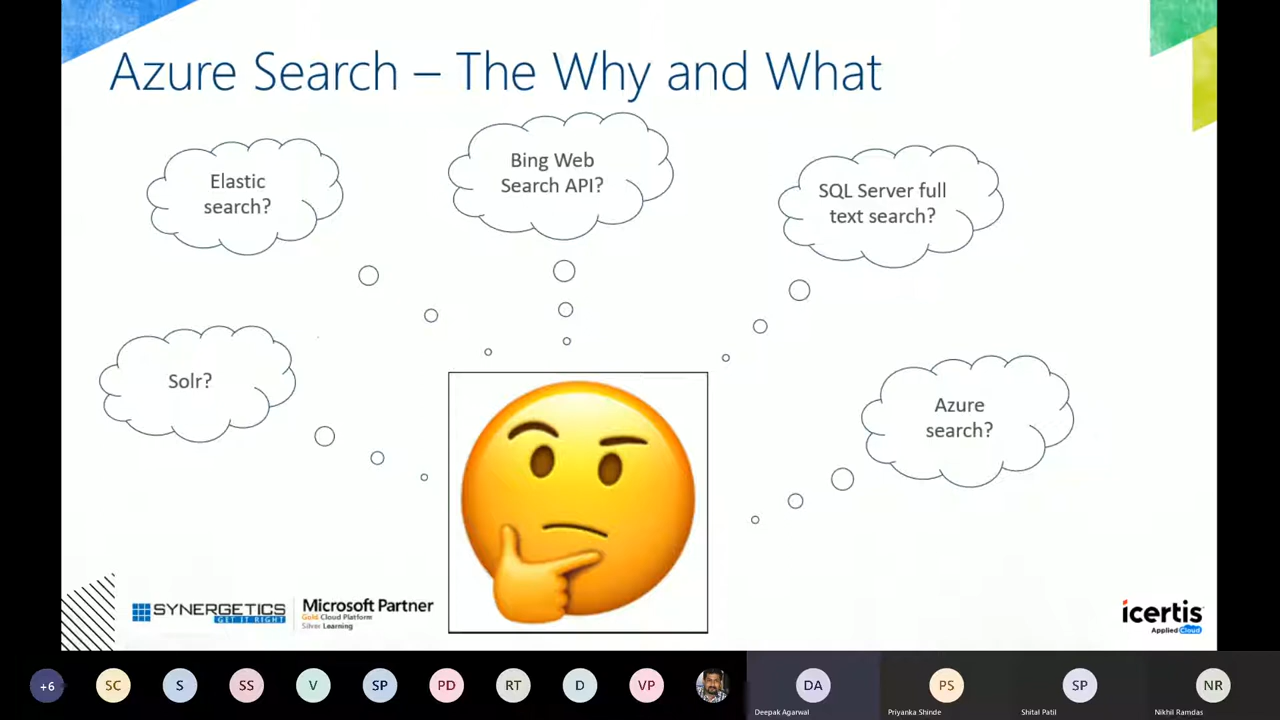 Azure Search – The Why and What
Elastic
search?
Bing Web
Search API?
SQL Server full
text search?
Solr?
Azure
search?
SYNERGETICS
GET IT RIGHT
Microsoft Partner
Gold Cloud Platform
Silver Learning
icertis
Applied Cloud
+6
SC
S
SS
V
SP
PD
RT
D
VP
DA
Deepak Agarwal
PS
Priyanka Shinde
SP
Shital Patil
NR
Nikhil Ramdas